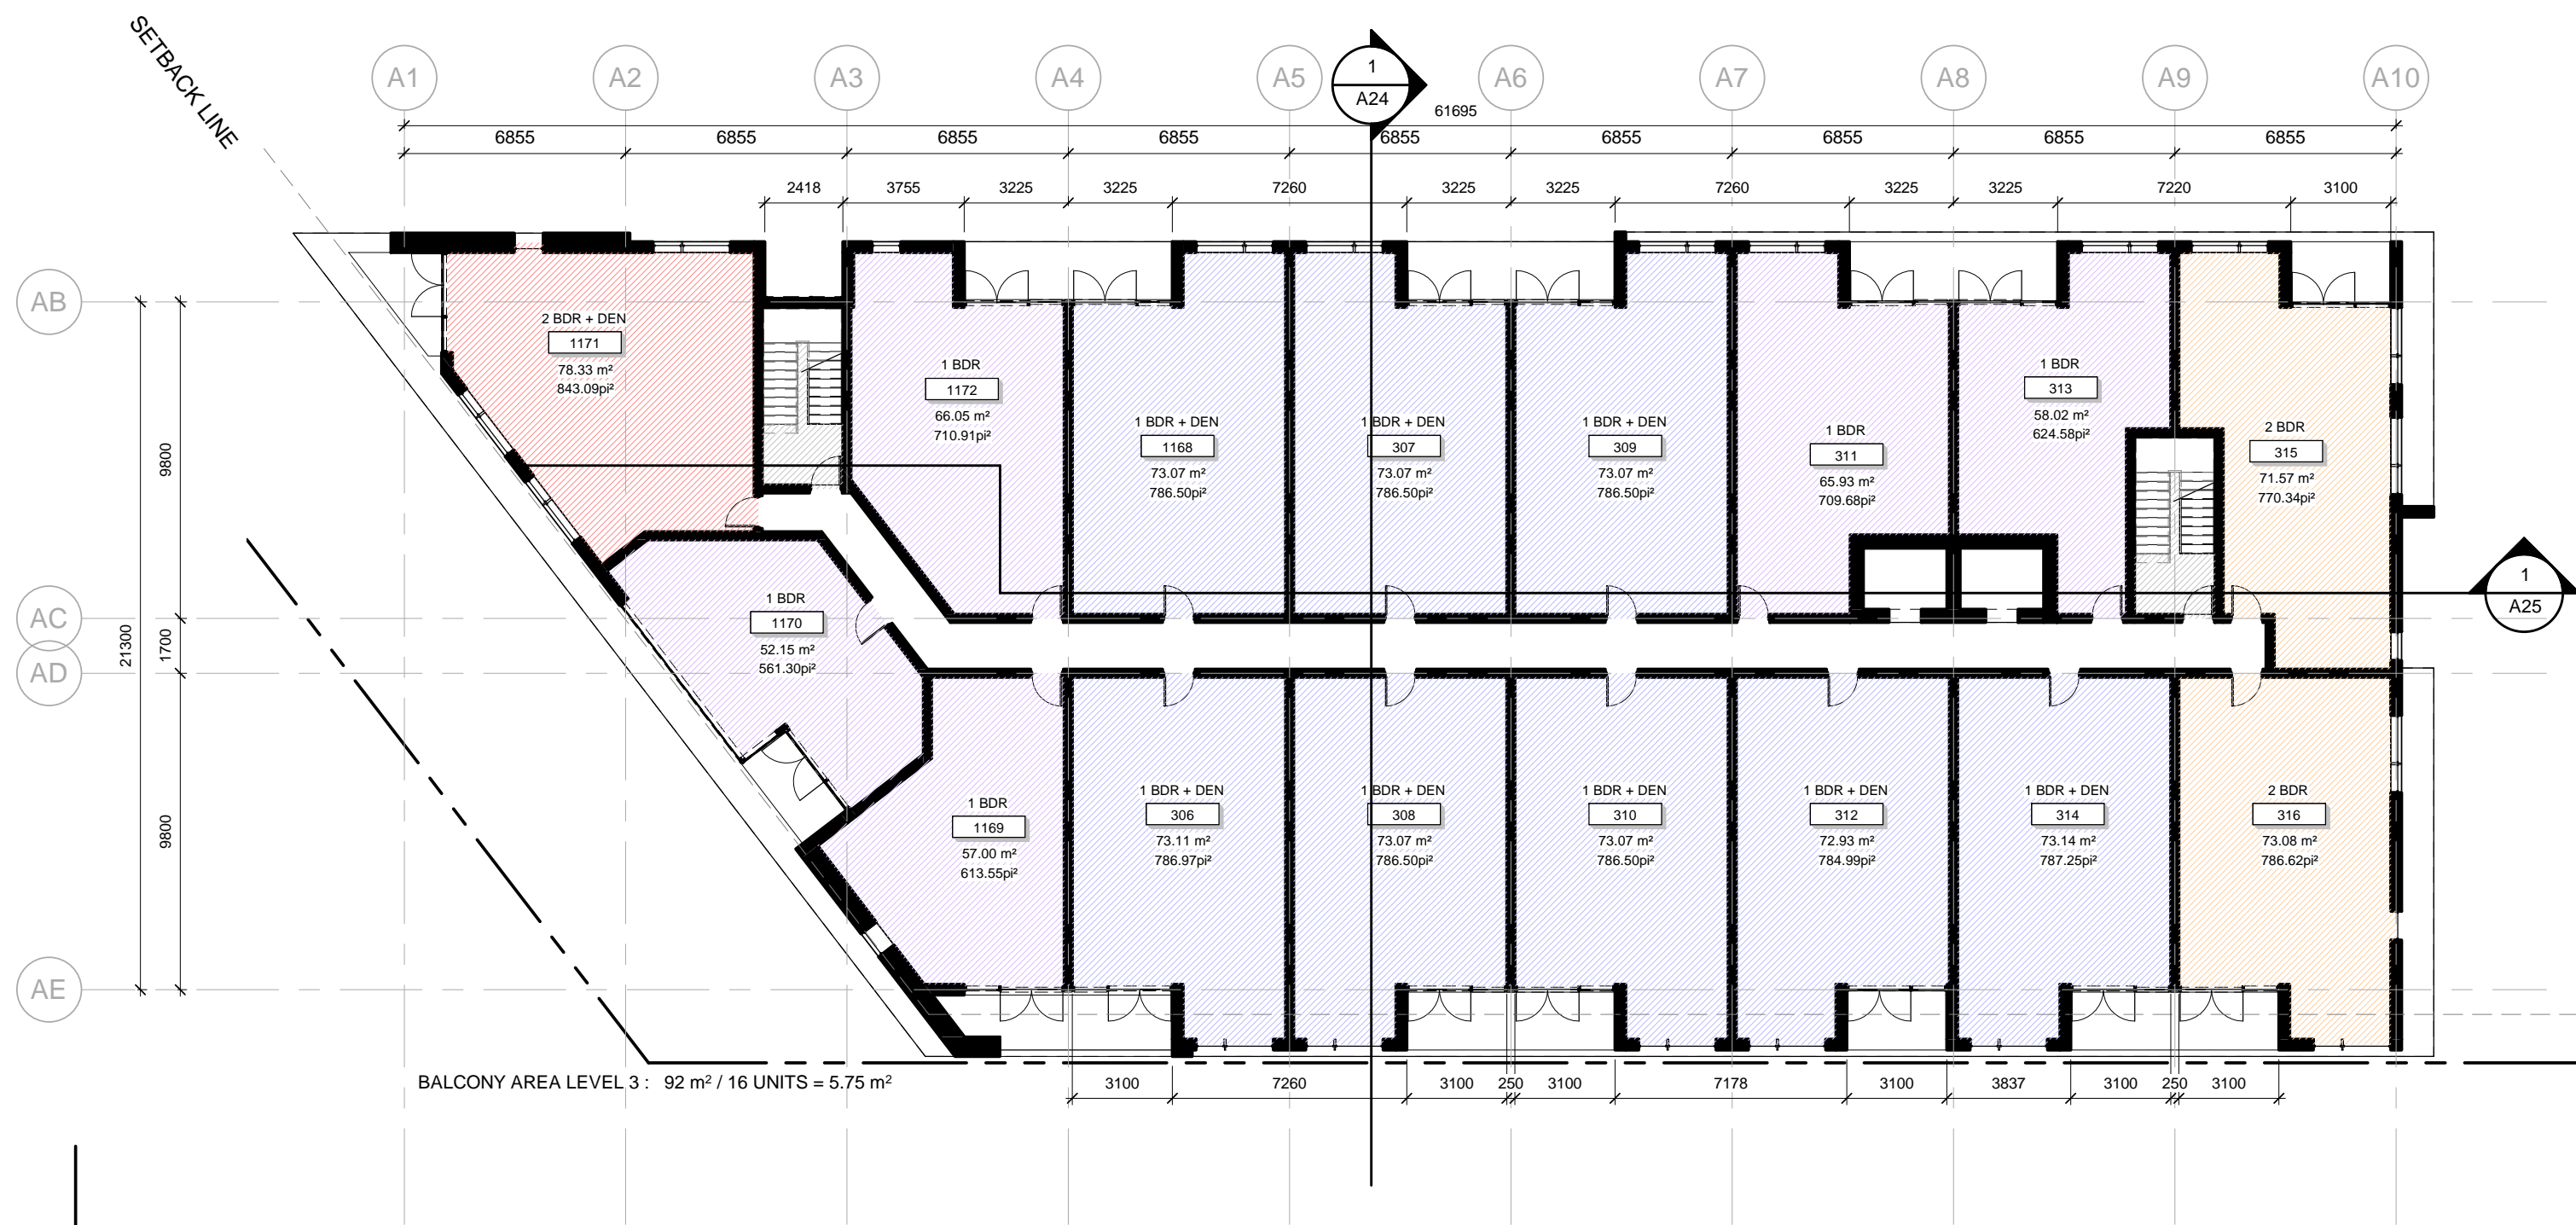 SETBACK LINE
A1 A2 A3 A4 A5 A6 A7 A8 A9 A10
1
A24
61695
6855 6855 6855 6855 6855 6855 6855 6855 6855
2418 3755 3225 3225 7260 3225 3225 7260 3225 3225 7220 3100
AB
AC
AD
AE
9800
1700
9800
21300
2 BDR + DEN
1171
78.33 m²
843.09pi²
1 BDR
1172
66.05 m²
710.91pi²
1 BDR + DEN
1168
73.07 m²
786.50pi²
1 BDR + DEN
307
73.07 m²
786.50pi²
1 BDR + DEN
309
73.07 m²
786.50pi²
1 BDR
311
65.93 m²
709.68pi²
1 BDR
313
58.02 m²
624.58pi²
2 BDR
315
71.57 m²
770.34pi²
1
A25
1 BDR
1170
52.15 m²
561.30pi²
1 BDR
1169
57.00 m²
613.55pi²
1 BDR + DEN
306
73.11 m²
786.97pi²
1 BDR + DEN
308
73.07 m²
786.50pi²
1 BDR + DEN
310
73.07 m²
786.50pi²
1 BDR + DEN
312
72.93 m²
784.99pi²
1 BDR + DEN
314
73.14 m²
787.25pi²
2 BDR
316
73.08 m²
786.62pi²
BALCONY AREA LEVEL 3 : 92 m² / 16 UNITS = 5.75 m²
3100 7260 3100 250 3100 7178 3100 3837 3100 250 3100